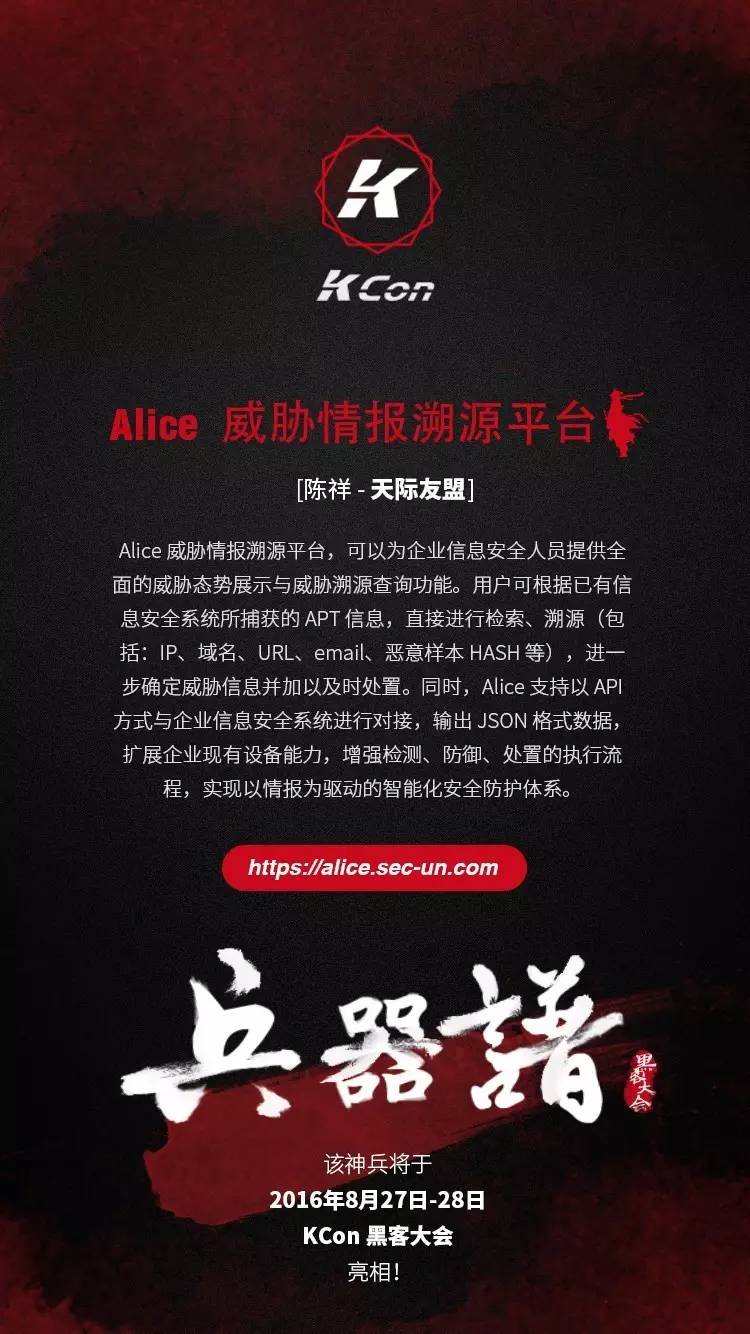 K
KCon
Alice 威胁情报溯源平台
[陈祥 - 天际友盟]
Alice 威胁情报溯源平台，可以为企业信息安全人员提供全
面的威胁态势展示与威胁溯源查询功能。用户可根据已有信
息安全系统所捕获的 APT 信息，直接进行检索、溯源（包
括：IP、域名、URL、email、恶意样本 HASH 等），进一
步确定威胁信息并加以及时处置。同时，Alice 支持以 API
方式与企业信息安全系统进行对接，输出 JSON 格式数据，
扩展企业现有设备能力，增强检测、防御、处置的执行流
程，实现以情报为驱动的智能化安全防护体系。
https://alice.sec-un.com
兵器譜
黑客大会
该神兵将于
2016年8月27日-28日
KCon 黑客大会
亮相！